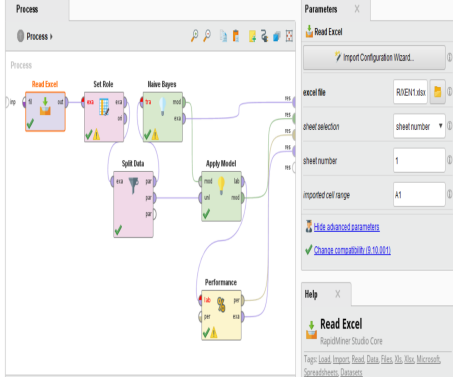 Process
Process
Process
Read Excel
Set Role
Naive Bayes
inp
fil
out
exa
exa
ori
tra
mod
exa
res
res
res
res
res
Split Data
Apply Model
exa
par
par
par
mod
unl
lab
mod
Performance
lab
per
per
exa
Parameters X
Read Excel
Import Configuration Wizard...
excel file
R/XEN1.xlsx
sheet selection
sheet number
sheet number
1
imported cell range
A1
Hide advanced parameters
Change compatibility (9.10.001)
Help X
Read Excel
RapidMiner Studio Core
Tags: Load, Import, Read, Data, Files, Xls, Xlsx, Microsoft,
Spreadsheets, Datasets